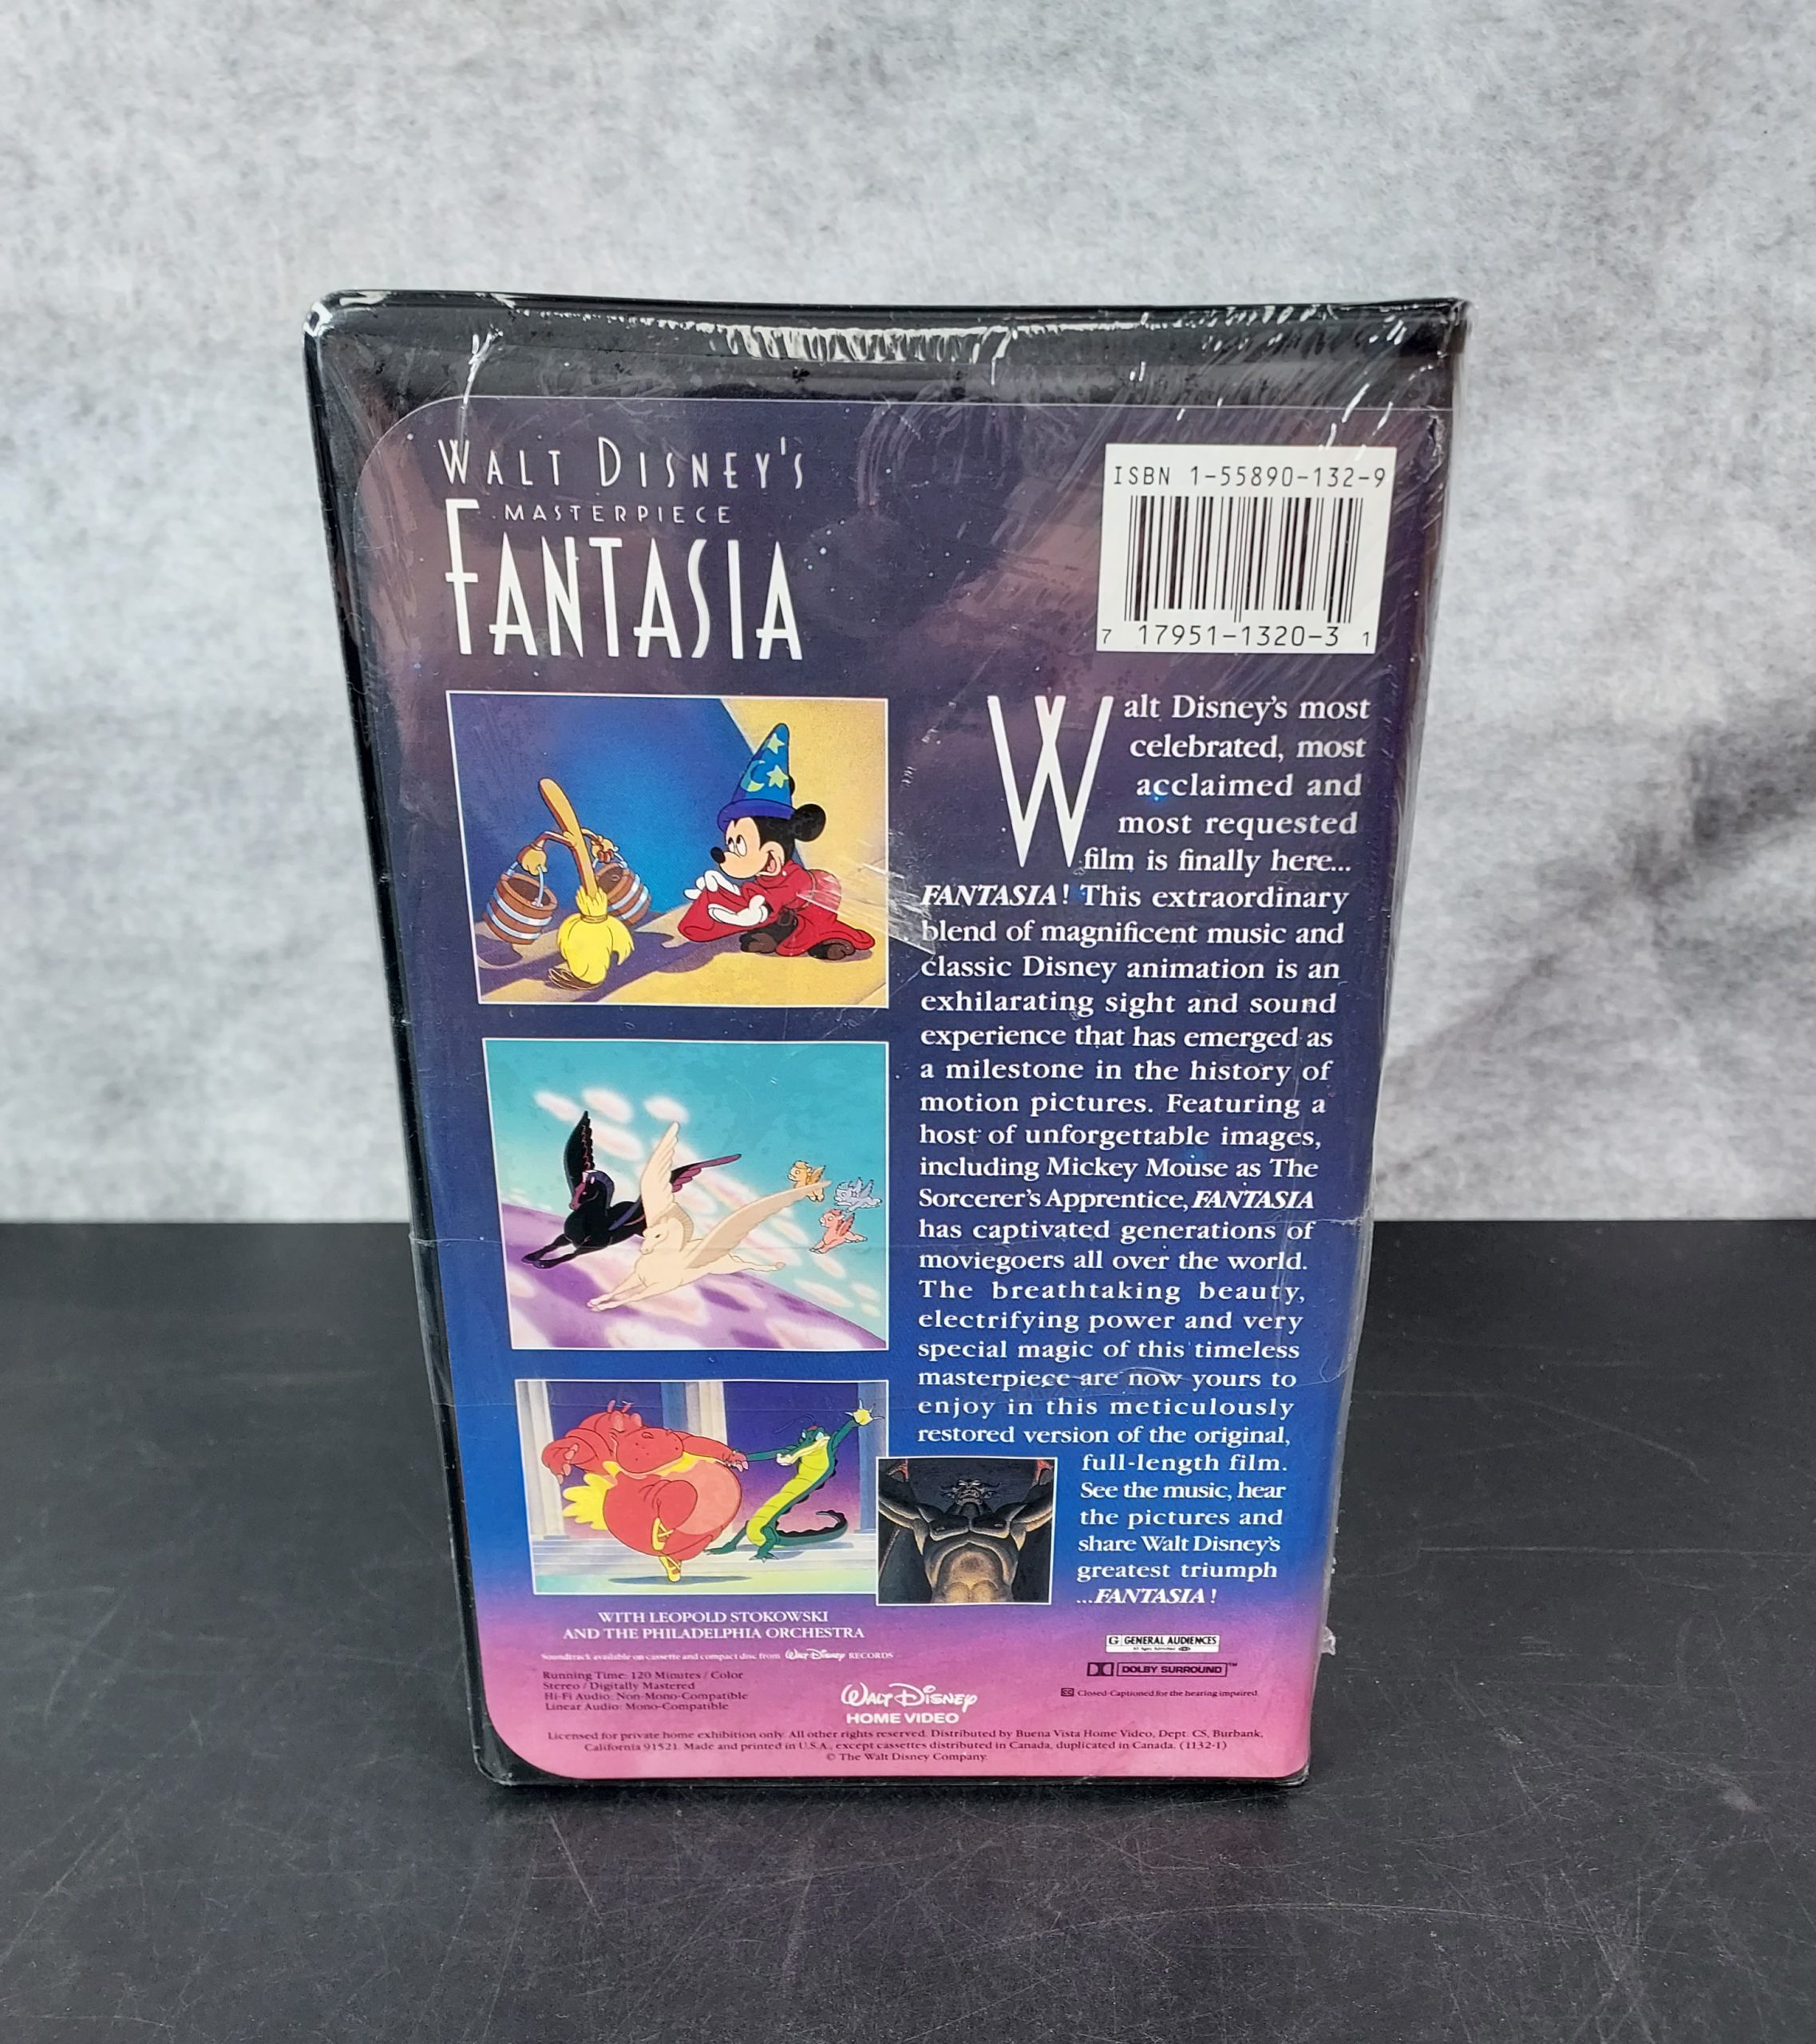 WALT DISNEY'S
MASTERPIECE
FANTASIA
ISBN 1-55890-132-9
7 17951-1320-3 1
Walt Disney's most
celebrated, most
acclaimed and
most requested
film is finally here...
FANTASIA! This extraordinary
blend of magnificent music and
classic Disney animation is an
exhilarating sight and sound
experience that has emerged as
a milestone in the history of
motion pictures. Featuring a
host of unforgettable images,
including Mickey Mouse as The
Sorcerer's Apprentice, FANTASIA
has captivated generations of
moviegoers all over the world.
The breathtaking beauty,
electrifying power and very
special magic of this timeless
masterpiece are now yours to
enjoy in this meticulously
restored version of the original,
full-length film.
See the music, hear
the pictures and
share Walt Disney's
greatest triumph
...FANTASIA!
WITH LEOPOLD STOKOWSKI
AND THE PHILADELPHIA ORCHESTRA
Soundtrack available on cassette and compact disc from Walt Disney RECORDS
Running Time: 120 Minutes / Color
Stereo / Digitally Mastered
Hi-Fi Audio: Non-Mono-Compatible
Linear Audio: Mono-Compatible
WALT DISNEY
HOME VIDEO
G GENERAL AUDIENCES
All Ages Admitted
DOLBY SURROUND™
CC Closed-Captioned for the hearing impaired.
Licensed for private home exhibition only. All other rights reserved. Distributed by Buena Vista Home Video, Dept. CS, Burbank,
California 91521. Made and printed in U.S.A., except cassettes distributed in Canada, duplicated in Canada. (1132-1)
© The Walt Disney Company